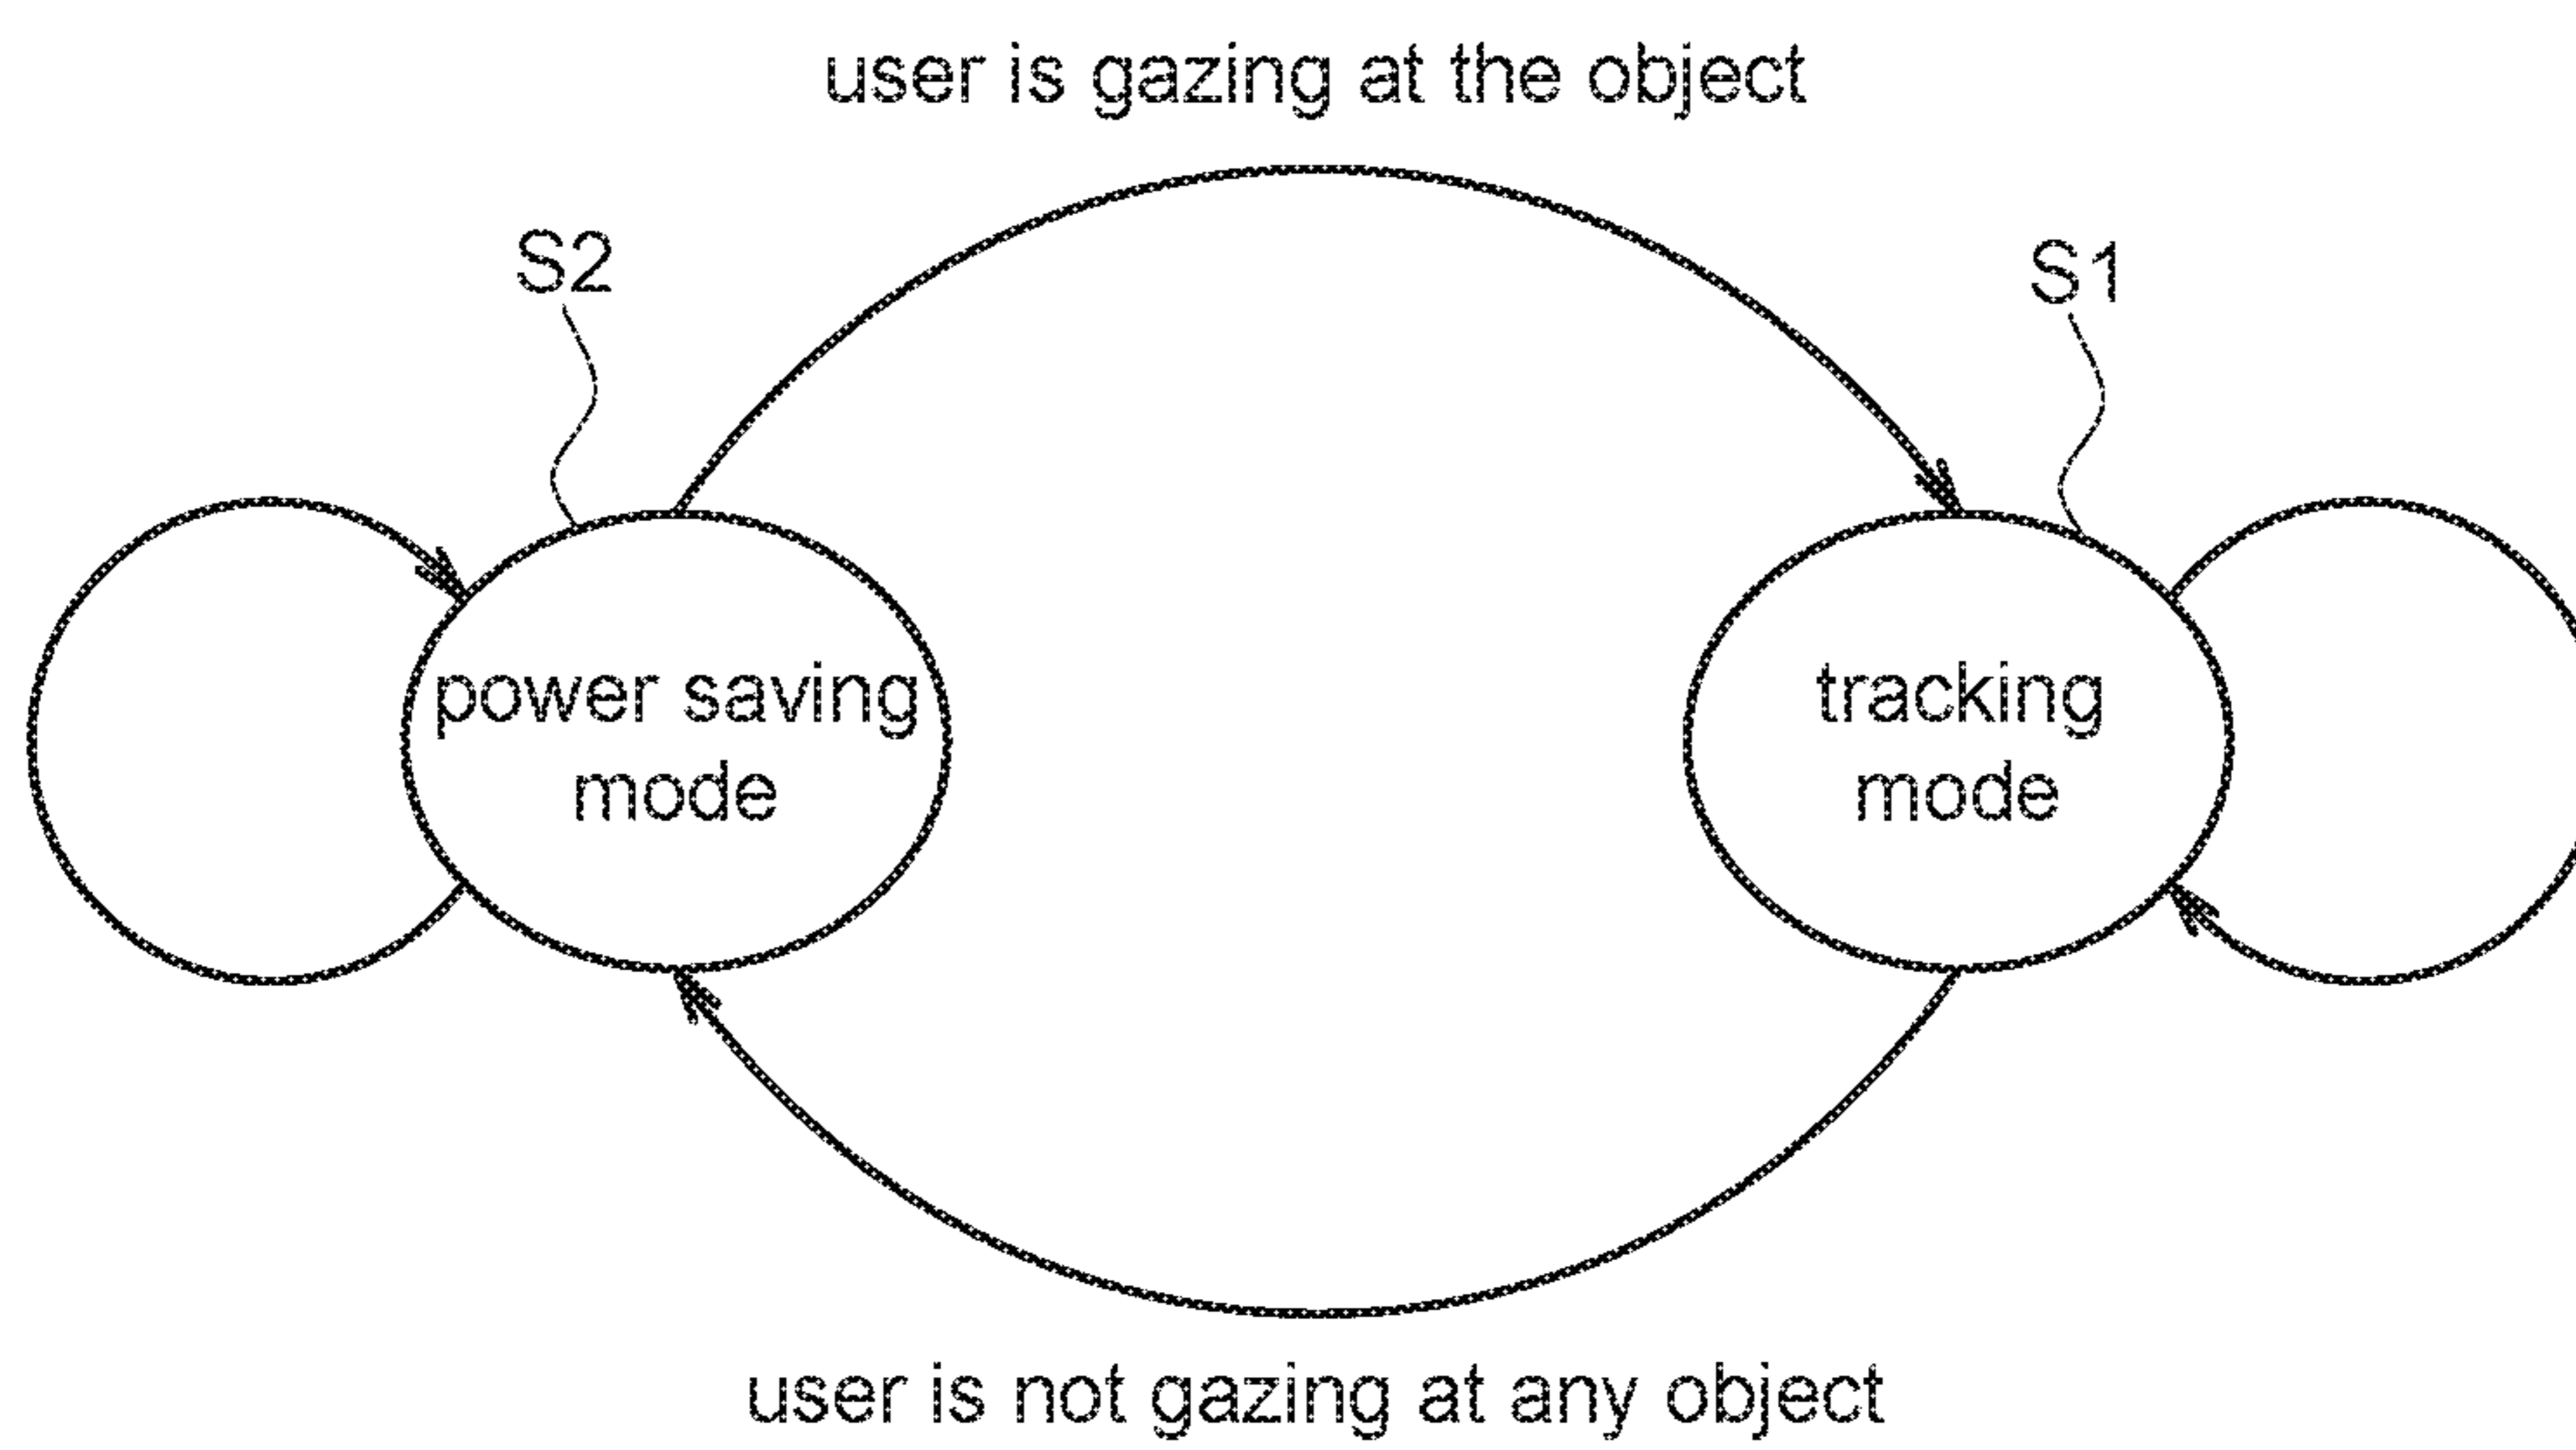 user is gazing at the object
S2
S1
power saving
mode
tracking
mode
user is not gazing at any object